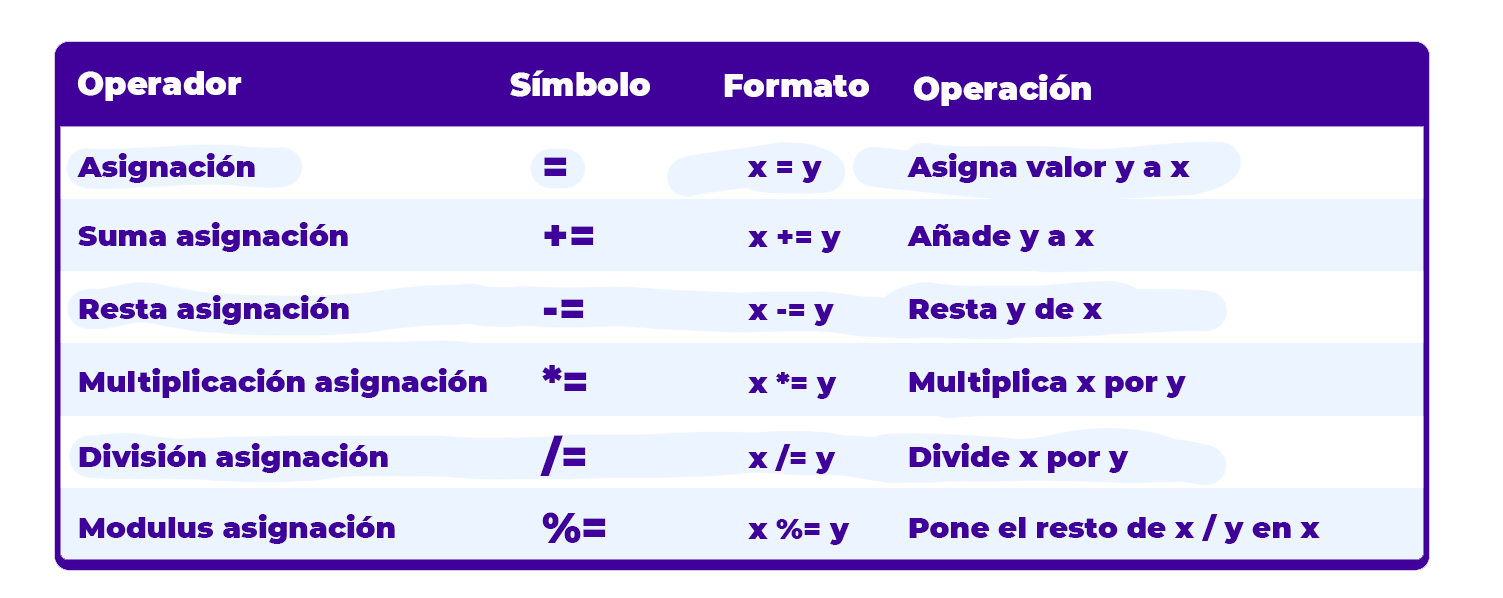 Operador Símbolo Formato Operación
Asignación = x = y Asigna valor y a x
Suma asignación += x += y Añade y a x
Resta asignación -= x -= y Resta y de x
Multiplicación asignación *= x *= y Multiplica x por y
División asignación /= x /= y Divide x por y
Modulus asignación %= x %= y Pone el resto de x / y en x